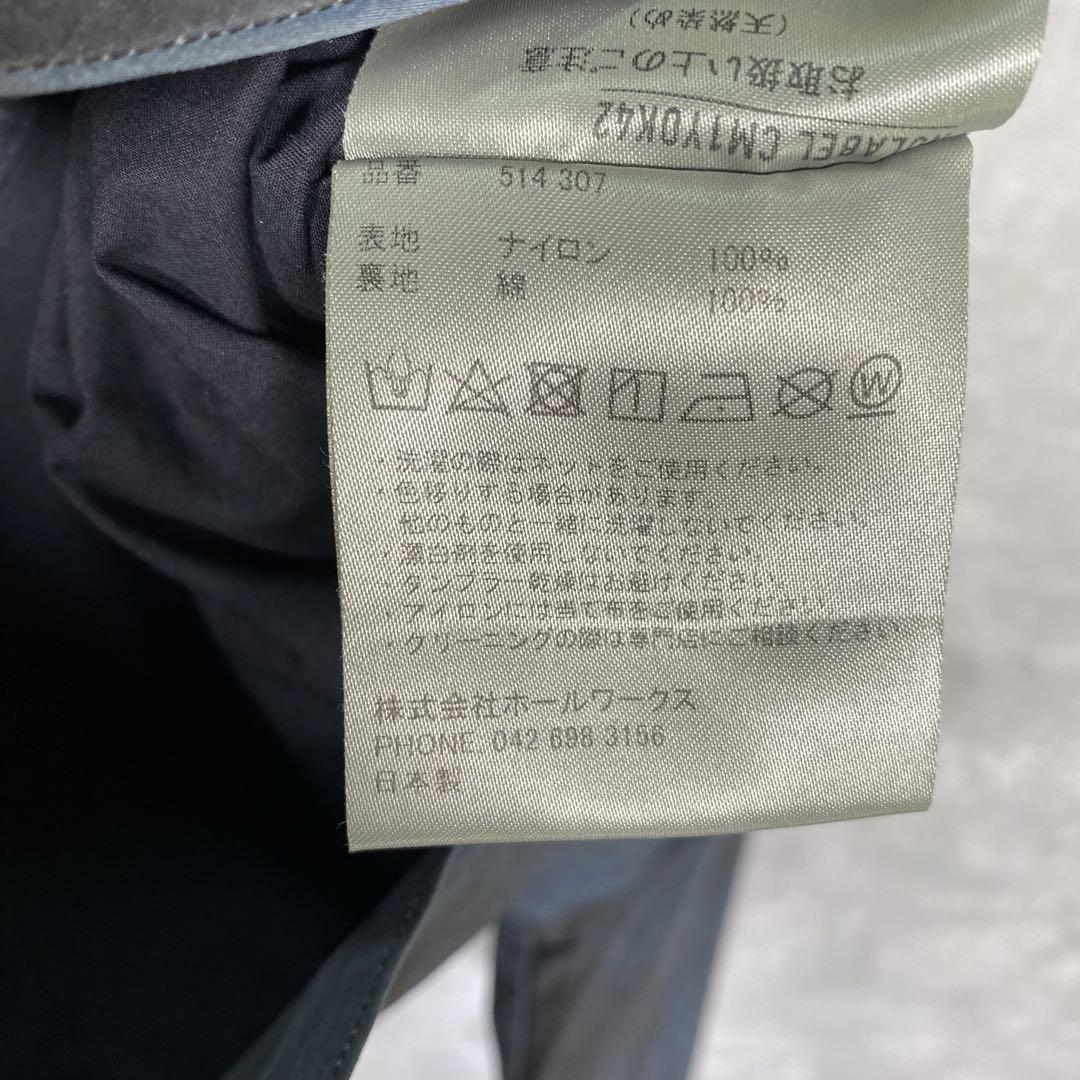 (天然染め)
お取扱い上のご注意
LABEL CM1YOK42
品番 514 307
表地 ナイロン 100%
裏地 綿 100%
・洗濯の際はネットをご使用ください。
・色移りする場合があります。
他のものと一緒に洗濯しないでください。
・漂白剤を使用しないでください。
・タンブラー乾燥はお避けください
・アイロンには当て布をご使用ください。
・クリーニングの際は専門店にご相談ください
株式会社ホールワークス
PHONE 042 698 3156
日本製